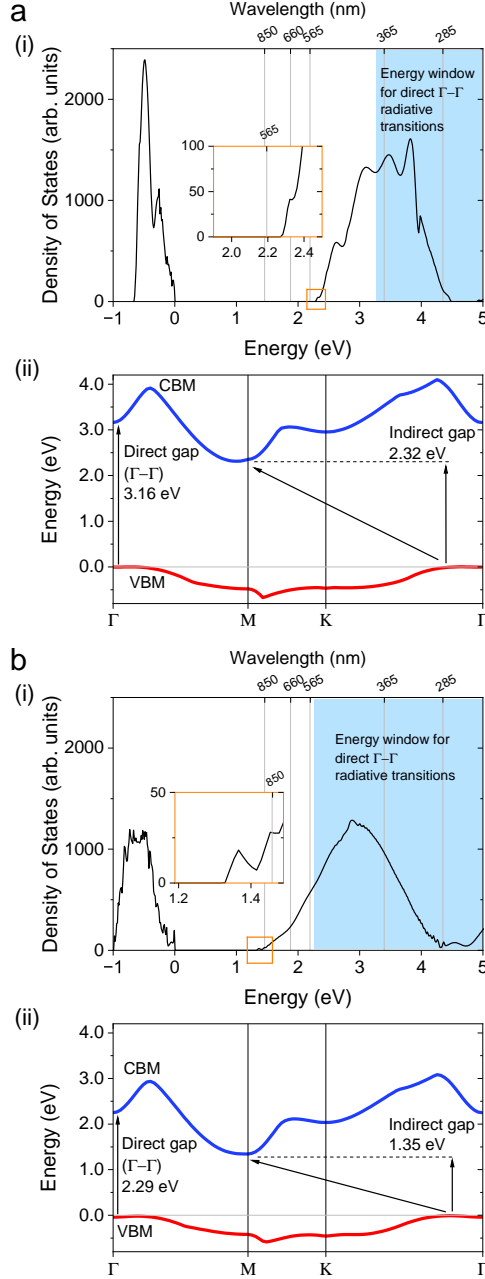 a
Wavelength (nm)
(i)
850
660
565
365
285
Density of States (arb. units)
2000
1000
0
Energy window
for direct Γ–Γ
radiative
transitions
565
100
50
0
2.0
2.2
2.4
−1
0
1
2
3
4
5
Energy (eV)
(ii)
Energy (eV)
4.0
3.0
2.0
1.0
0.0
CBM
Direct gap
(Γ–Γ)
3.16 eV
Indirect gap
2.32 eV
VBM
Γ
M
K
Γ
b
Wavelength (nm)
(i)
850
660
565
365
285
Density of States (arb. units)
2000
1000
0
Energy window for
direct Γ–Γ
radiative transitions
850
50
0
1.2
1.4
−1
0
1
2
3
4
5
Energy (eV)
(ii)
Energy (eV)
4.0
3.0
2.0
1.0
0.0
CBM
Direct gap
(Γ–Γ)
2.29 eV
Indirect gap
1.35 eV
VBM
Γ
M
K
Γ